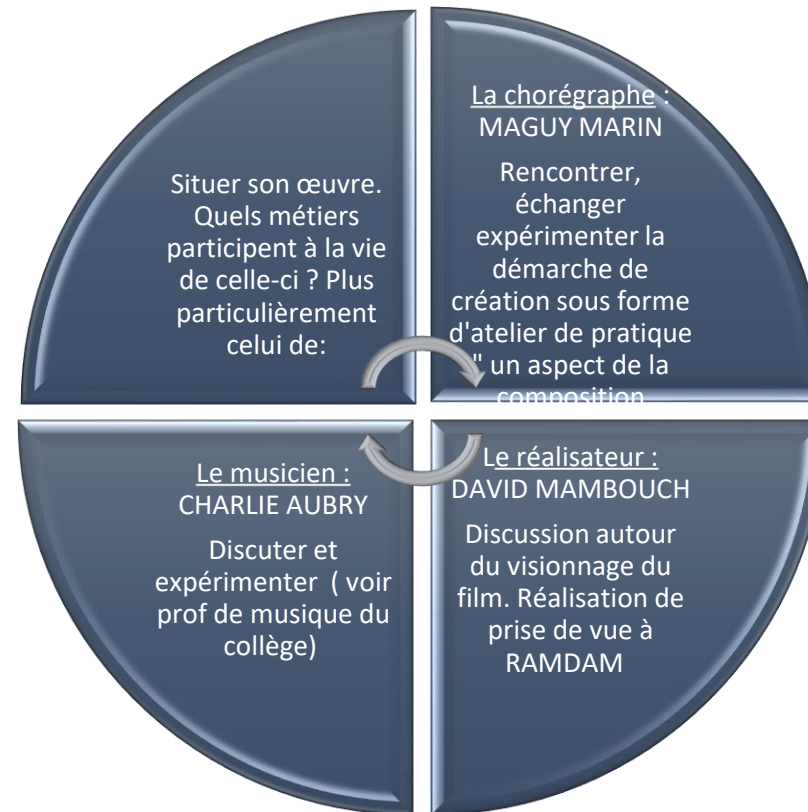 Situer son œuvre.
Quels métiers
participent à la vie
de celle-ci ? Plus
particulièrement
celui de:
La chorégraphe :
MAGUY MARIN
Rencontrer,
échanger
expérimenter la
démarche de
création sous forme
d'atelier de pratique
" un aspect de la
composition
Le musicien :
CHARLIE AUBRY
Discuter et
expérimenter ( voir
prof de musique du
collège)
Le réalisateur :
DAVID MAMBOUCH
Discussion autour
du visionnage du
film. Réalisation de
prise de vue à
RAMDAM